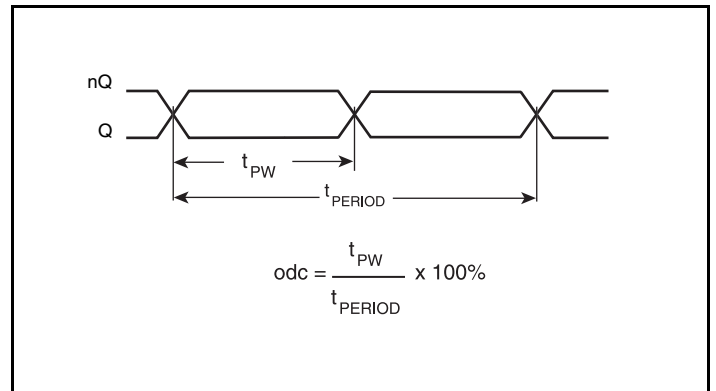 nQ
Q
tPW
tPERIOD
odc = tPW / tPERIOD x 100%